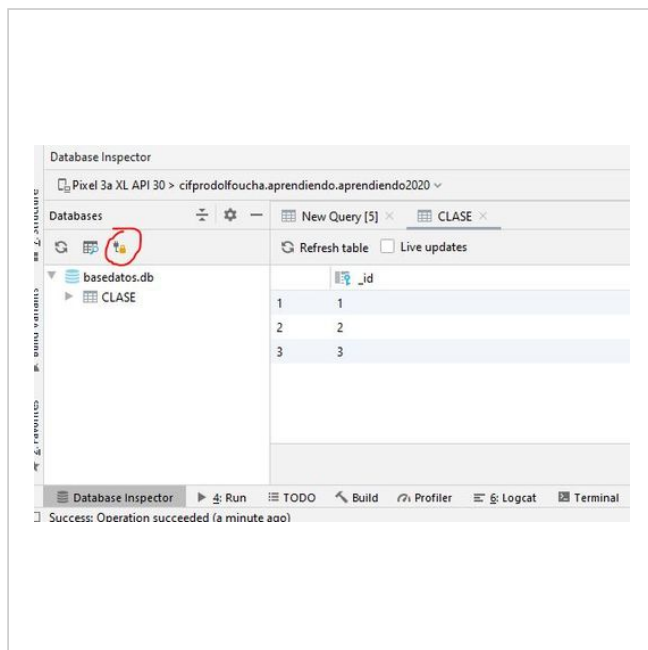 Database Inspector
Pixel 3a XL API 30 > cifprodolfoucha.aprendiendo.aprendiendo2020
Databases
New Query [5] ×
CLASE ×
Refresh table
Live updates
basedatos.db
CLASE
_id
1 1
2 2
3 3
Database Inspector
4: Run
TODO
Build
Profiler
6: Logcat
Terminal
Success: Operation succeeded (a minute ago)